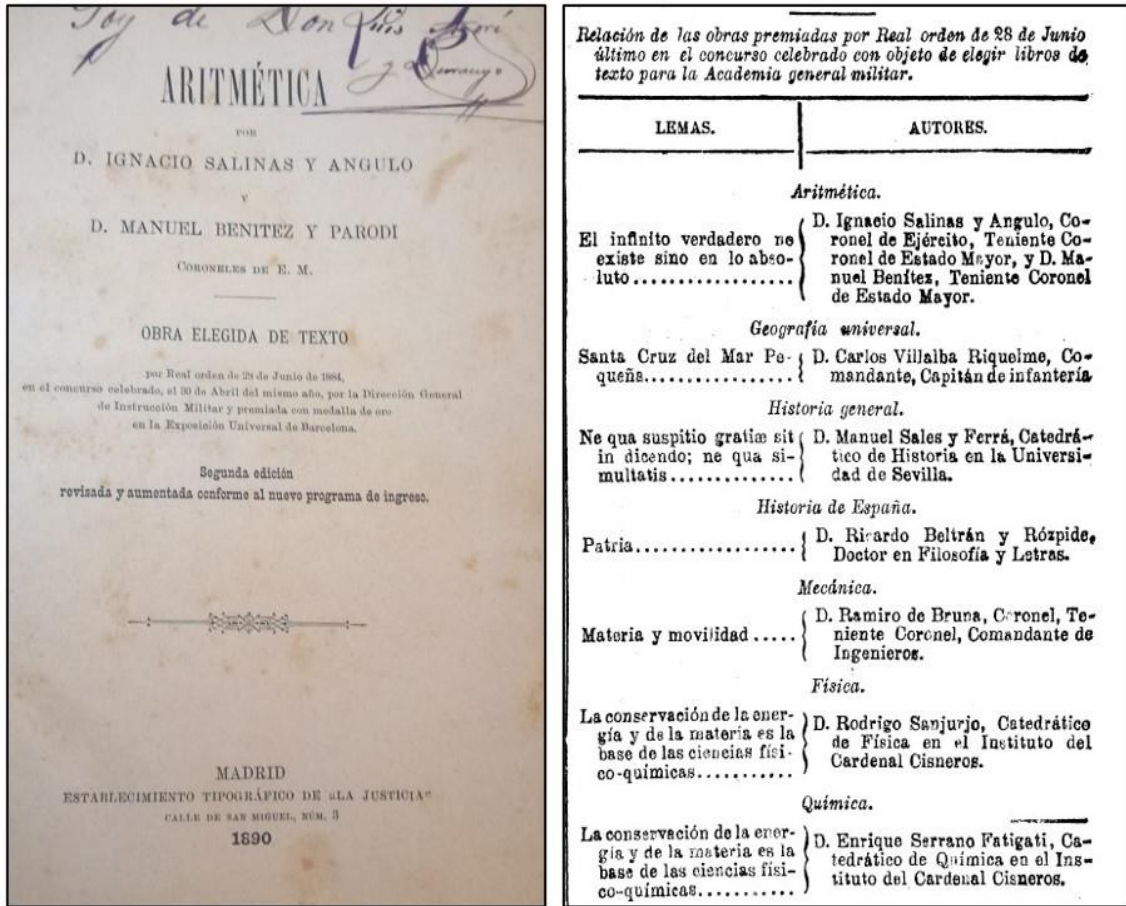 Soy de Don Luis
y Durango
ARITMÉTICA
POR
D. IGNACIO SALINAS Y ANGULO
Y
D. MANUEL BENITEZ Y PARODI
CORONELES DE E. M.
OBRA ELEGIDA DE TEXTO
por Real orden de 28 de Junio de 1884,
en el concurso celebrado, el 30 de Abril del mismo año, por la Dirección General
de Instrucción Militar y premiada con medalla de oro
en la Exposición Universal de Barcelona.
Segunda edición
revisada y aumentada conforme al nuevo programa de ingreso.
MADRID
ESTABLECIMIENTO TIPOGRÁFICO DE «LA JUSTICIA»
CALLE DE SAN MIGUEL, NÚM. 3
1890
Relación de las obras premiadas por Real orden de 28 de Junio
último en el concurso celebrado con objeto de elegir libros de
texto para la Academia general militar.
LEMAS.
AUTORES.
Aritmética.
El infinito verdadero no
existe sino en lo abso-
luto..................
D. Ignacio Salinas y Angulo, Co-
ronel de Ejército, Teniente Co-
ronel de Estado Mayor, y D. Ma-
nuel Benítez, Teniente Coronel
de Estado Mayor.
Geografía universal.
Santa Cruz del Mar Pe-
queña.................
D. Carlos Villalba Riquelme, Co-
mandante, Capitán de infantería
Historia general.
Ne qua suspitio gratiæ sit
in dicendo; ne qua si-
multatis..............
D. Manuel Sales y Ferrá, Catedrá-
tico de Historia en la Universi-
dad de Sevilla.
Historia de España.
Patria..................
D. Ricardo Beltrán y Rózpide,
Doctor en Filosofía y Letras.
Mecánica.
Materia y movilidad .....
D. Ramiro de Bruna, Coronel, Te-
niente Coronel, Comandante de
Ingenieros.
Física.
La conservación de la ener-
gía y de la materia es la
base de las ciencias físi-
co-químicas...........
D. Rodrigo Sanjurjo, Catedrático
de Física en el Instituto del
Cardenal Cisneros.
Química.
La conservación de la ener-
gía y de la materia es la
base de las ciencias físi-
co-químicas...........
D. Enrique Serrano Fatigati, Ca-
tedrático de Química en el Ins-
tituto del Cardenal Cisneros.